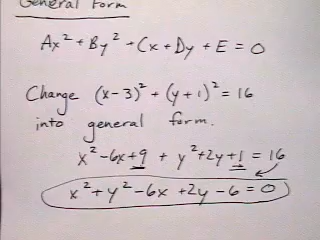 General Form
Ax² + By² + Cx + Dy + E = 0
Change (x-3)² + (y+1)² = 16
into general form.
x² -6x+9 + y²+2y+1 = 16
x² + y² -6x +2y -6 = 0